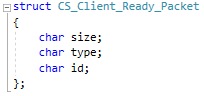 struct CS_Client_Ready_Packet
{
    char size;
    char type;
    char id;
};